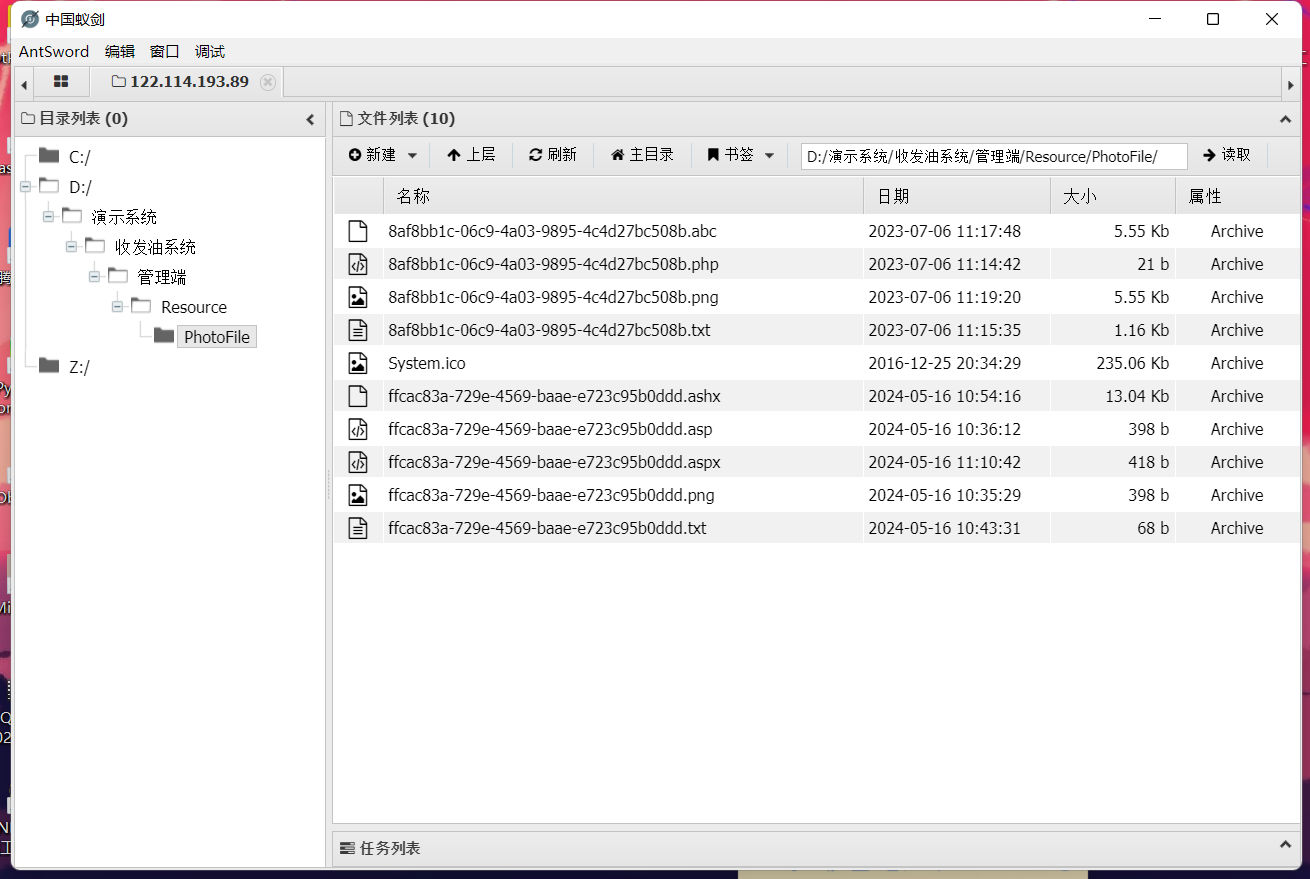 中国蚁剑
AntSword 编辑 窗口 调试
122.114.193.89
目录列表 (0)
C:/
D:/
演示系统
收发油系统
管理端
Resource
PhotoFile
Z:/
文件列表 (10)
新建 上层 刷新 主目录 书签 D:/演示系统/收发油系统/管理端/Resource/PhotoFile/ 读取
名称 日期 大小 属性
8af8bb1c-06c9-4a03-9895-4c4d27bc508b.abc 2023-07-06 11:17:48 5.55 Kb Archive
8af8bb1c-06c9-4a03-9895-4c4d27bc508b.php 2023-07-06 11:14:42 21 b Archive
8af8bb1c-06c9-4a03-9895-4c4d27bc508b.png 2023-07-06 11:19:20 5.55 Kb Archive
8af8bb1c-06c9-4a03-9895-4c4d27bc508b.txt 2023-07-06 11:15:35 1.16 Kb Archive
System.ico 2016-12-25 20:34:29 235.06 Kb Archive
ffcac83a-729e-4569-baae-e723c95b0ddd.ashx 2024-05-16 10:54:16 13.04 Kb Archive
ffcac83a-729e-4569-baae-e723c95b0ddd.asp 2024-05-16 10:36:12 398 b Archive
ffcac83a-729e-4569-baae-e723c95b0ddd.aspx 2024-05-16 11:10:42 418 b Archive
ffcac83a-729e-4569-baae-e723c95b0ddd.png 2024-05-16 10:35:29 398 b Archive
ffcac83a-729e-4569-baae-e723c95b0ddd.txt 2024-05-16 10:43:31 68 b Archive
任务列表